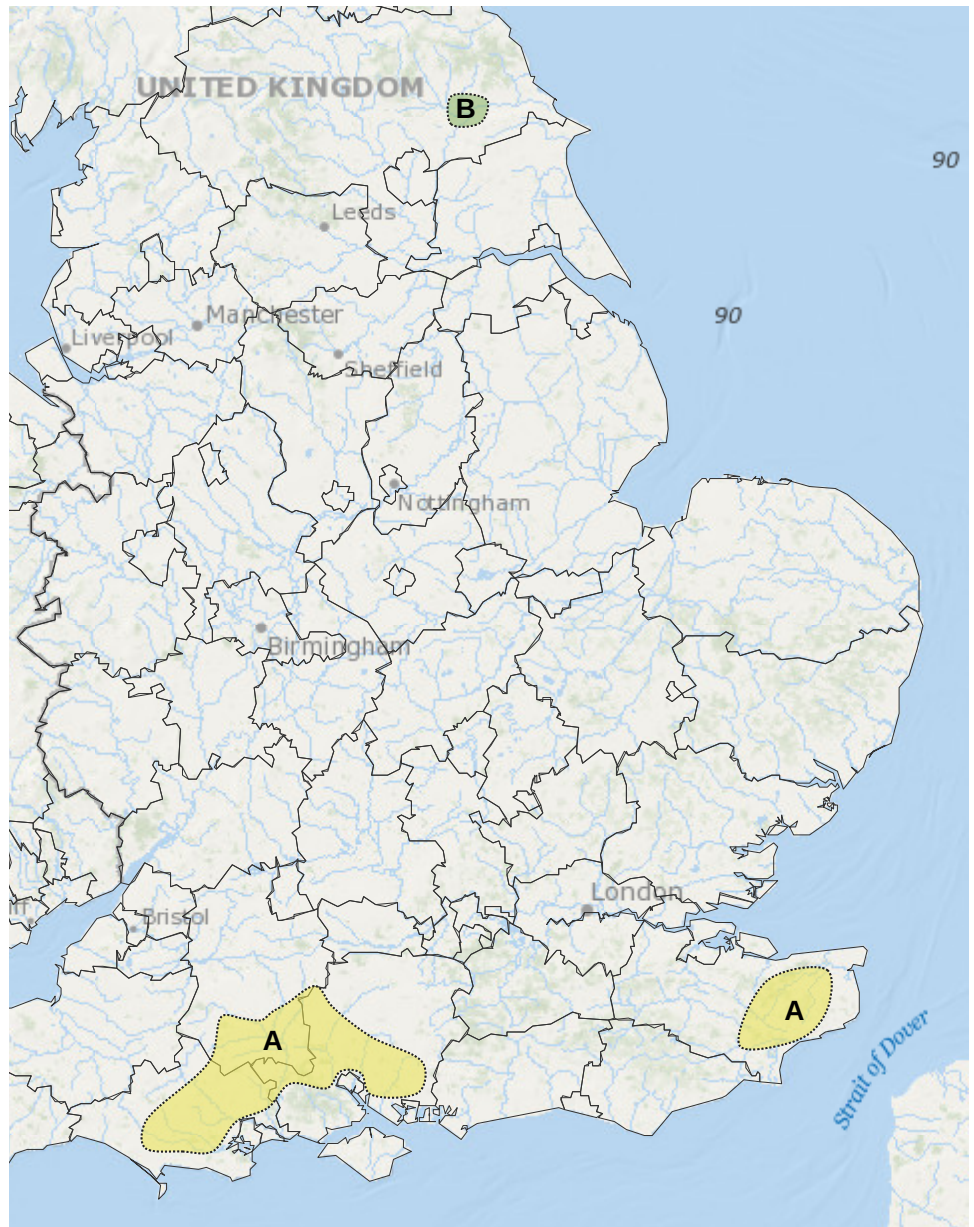 UNITED KINGDOM
B
90
Leeds
90
Manchester
Liverpool
Sheffield
Nottingham
Birmingham
London
Bristol
A
A
Strait of Dover